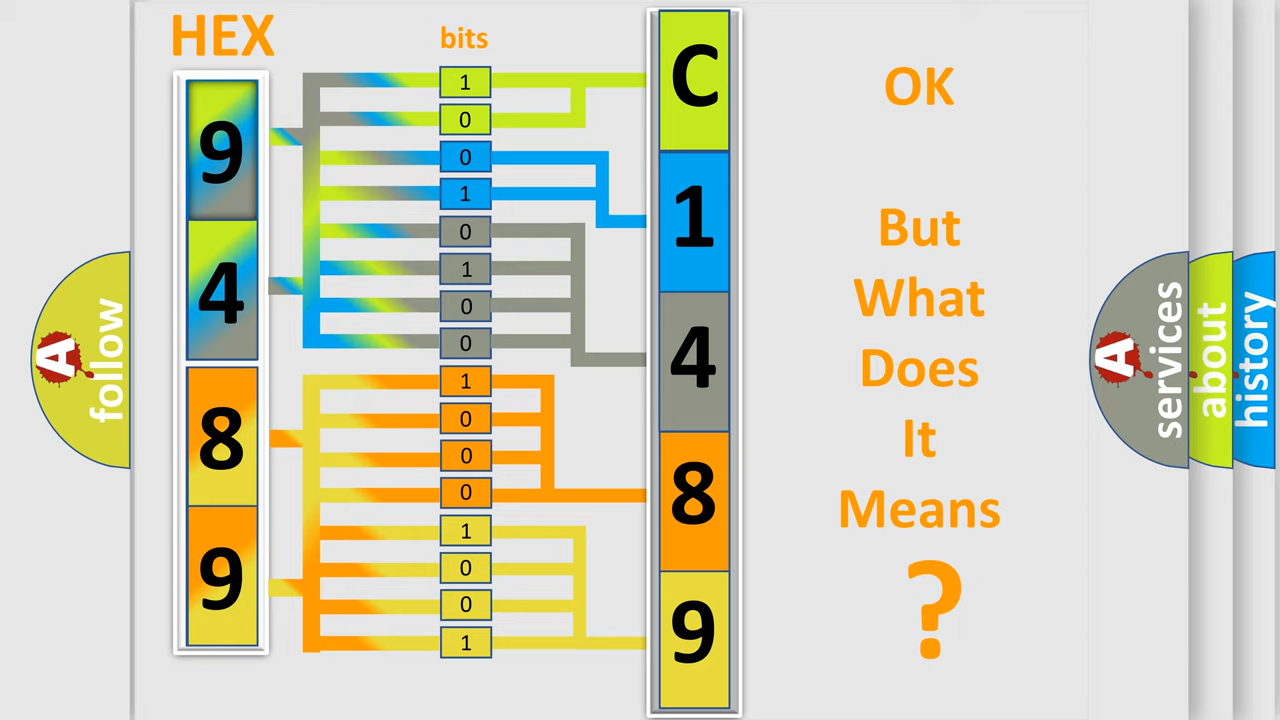 HEX
9
4
8
9
bits
1
0
0
1
0
1
0
0
1
0
0
0
1
0
0
1
C
1
4
8
9
OK
But
What
Does
It
Means
?
A
follow
A
services
about
history